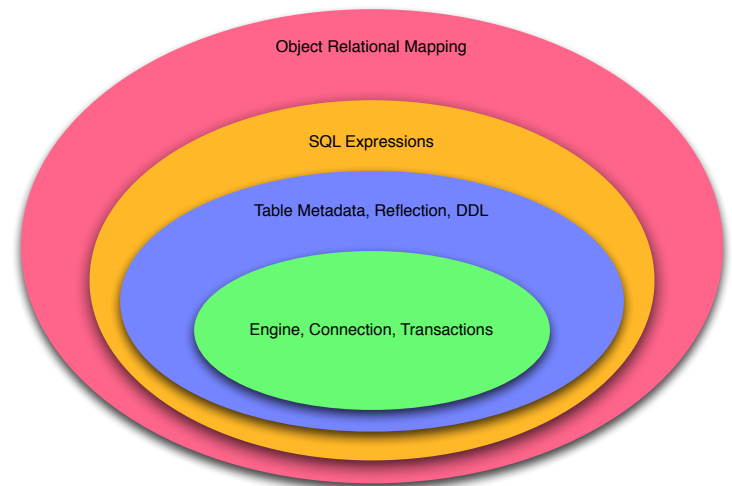 Object Relational Mapping
SQL Expressions
Table Metadata, Reflection, DDL
Engine, Connection, Transactions